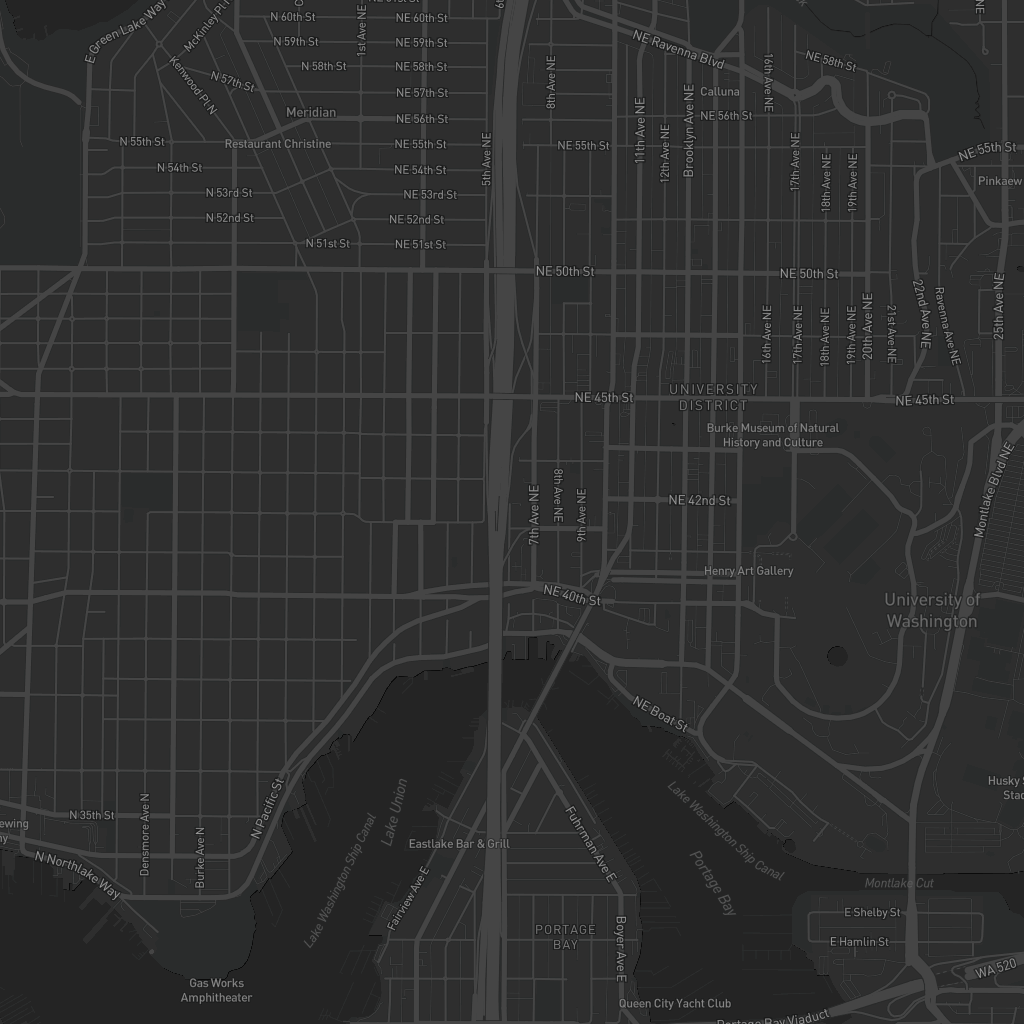 N 60th St
NE 60th St
E Green Lake Way
McKinley Pl N
1st Ave NE
N 59th St
NE 59th St
NE Ravenna Blvd
NE 58th St
N 58th St
NE 58th St
Kenwood Pl N
N 57th St
8th Ave NE
16th Ave NE
NE 57th St
Calluna
Meridian
NE 56th St
NE 56th St
11th Ave NE
12th Ave NE
Brooklyn Ave NE
N 55th St
Restaurant Christine
NE 55th St
5th Ave NE
NE 55th St
17th Ave NE
NE 55th St
N 54th St
NE 54th St
18th Ave NE
19th Ave NE
Pinkaew
N 53rd St
NE 53rd St
N 52nd St
NE 52nd St
N 51st St
NE 51st St
NE 50th St
NE 50th St
16th Ave NE
17th Ave NE
18th Ave NE
19th Ave NE
20th Ave NE
21st Ave NE
22nd Ave NE
Ravenna Ave NE
25th Ave NE
UNIVERSITY
DISTRICT
NE 45th St
NE 45th St
Burke Museum of Natural
History and Culture
Montlake Blvd NE
7th Ave NE
8th Ave NE
9th Ave NE
NE 42nd St
Henry Art Gallery
NE 40th St
University of
Washington
NE Boat St
Husky
N 35th St
Densmore Ave N
Burke Ave N
N Pacific St
N Northlake Way
Lake Washington Ship Canal
Lake Union
Eastlake Bar & Grill
Fairview Ave E
Fuhrman Ave E
Lake Washington Ship Canal
Portage Bay
Montlake Cut
E Shelby St
E Hamlin St
PORTAGE
BAY
Boyer Ave E
WA 520
Gas Works
Amphitheater
Queen City Yacht Club
Portage Bay Viaduct